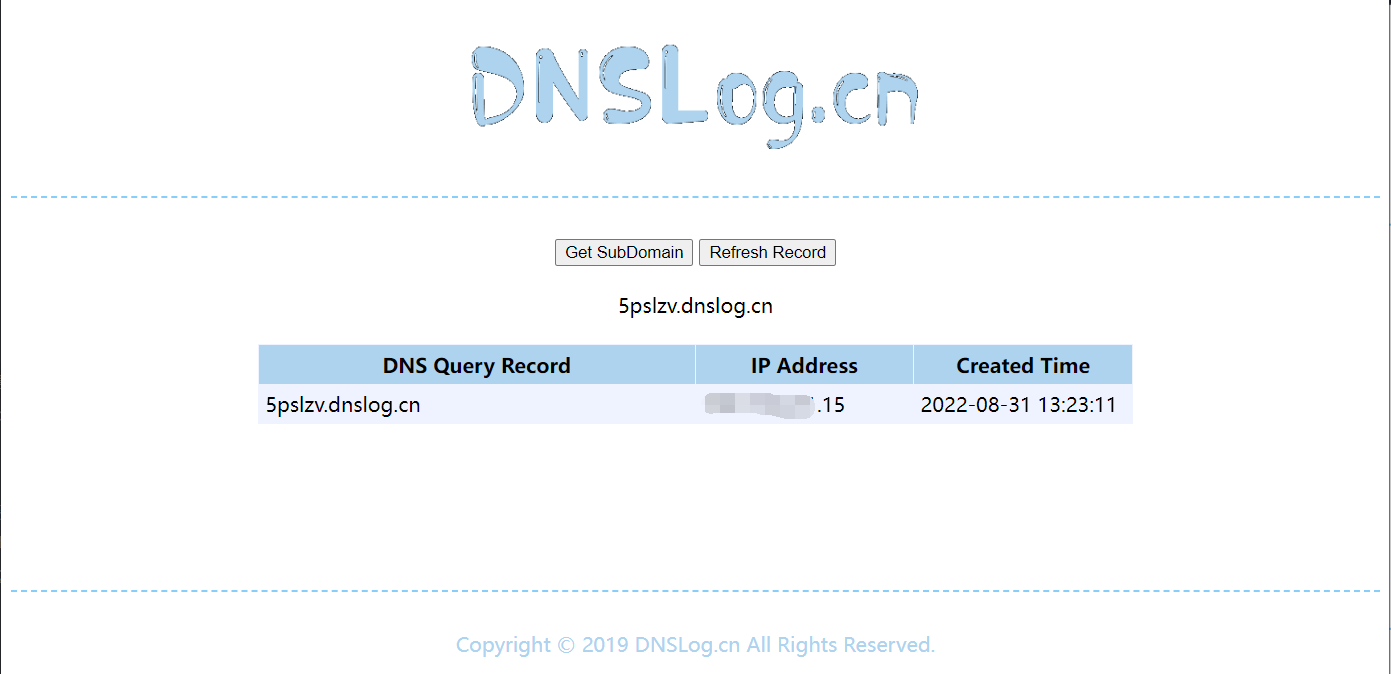 DNSLog.cn
Get SubDomain Refresh Record
5pslzv.dnslog.cn
DNS Query Record IP Address Created Time
5pslzv.dnslog.cn .15 2022-08-31 13:23:11
Copyright © 2019 DNSLog.cn All Rights Reserved.